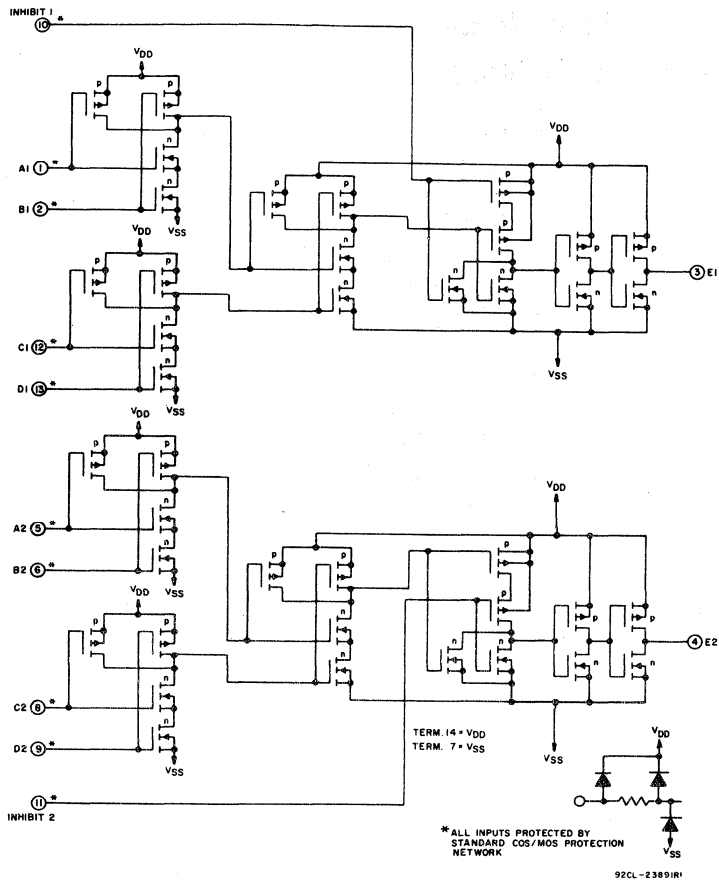 INHIBIT 1
10 *
VDD
p p
n
A1 1 *
n
B1 2 *
VSS
VDD
p p
n
C1 12 *
n
D1 13 *
VSS
VDD
p p
n
n
p
p
n n
p p
n n
3 E1
VSS
VDD
p p
n
A2 5 *
n
B2 6 *
VSS
VDD
p p
n
C2 8 *
n
D2 9 *
VSS
VDD
p p
n
n
p
p
n n
p p
n n
4 E2
VSS
11 *
INHIBIT 2
TERM. 14 = VDD
TERM. 7 = VSS
VDD
VSS
* ALL INPUTS PROTECTED BY
STANDARD COS/MOS PROTECTION
NETWORK
92CL-23891R1